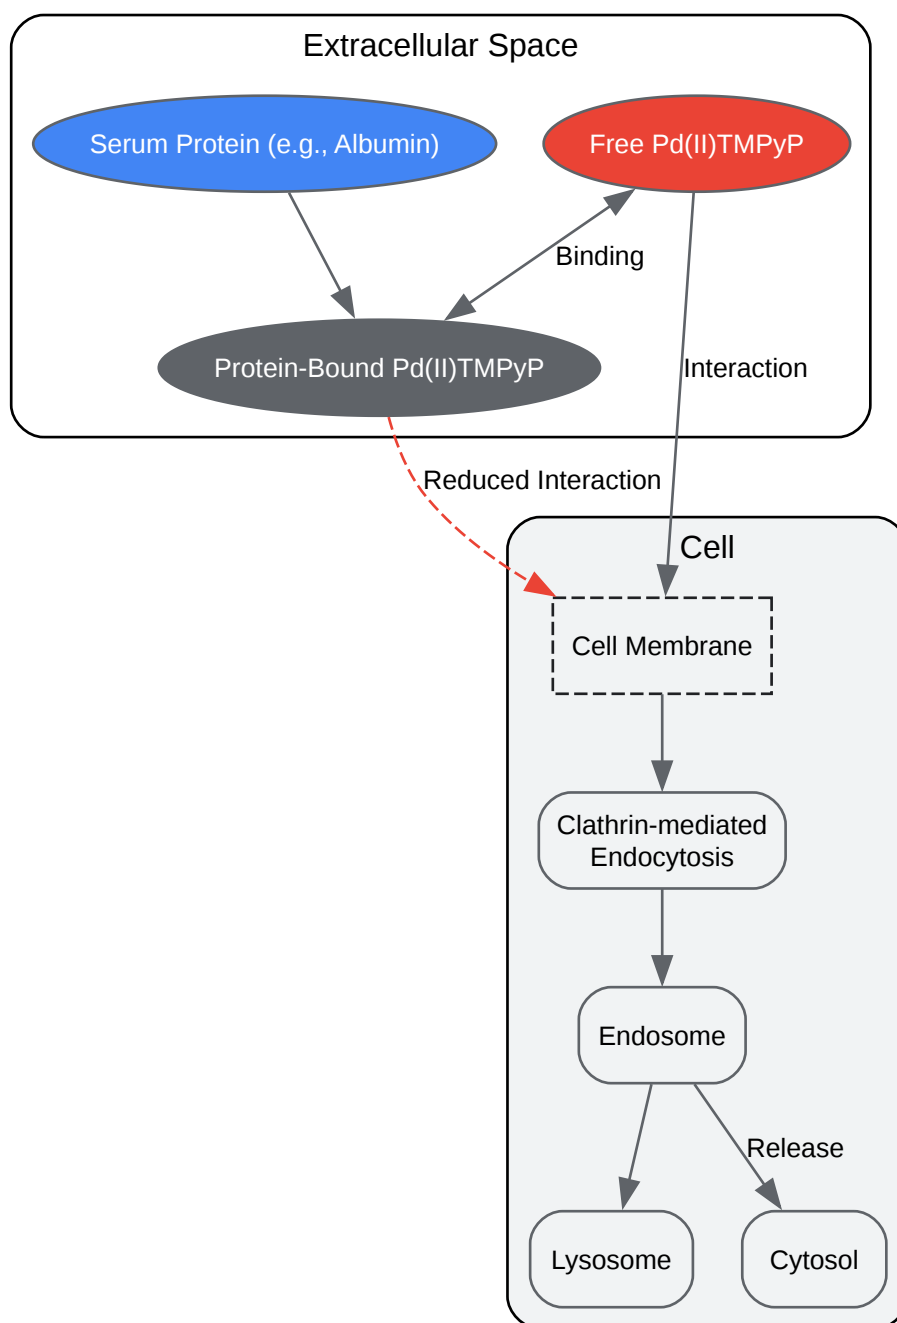 Extracellular Space
Serum Protein (e.g., Albumin)
Free Pd(II)TMPyP
Binding
Protein-Bound Pd(II)TMPyP
Interaction
Reduced Interaction
Cell
Cell Membrane
Clathrin-mediated
Endocytosis
Endosome
Release
Lysosome
Cytosol